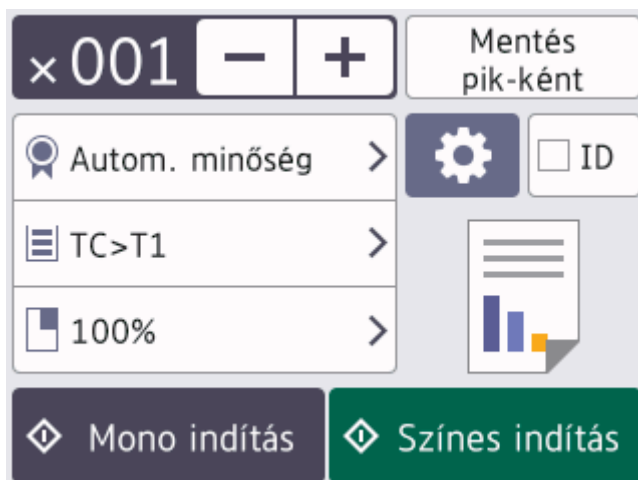 ×001 − +
Mentés
pik-ként
Autom. minőség
ID
TC>T1
100%
Mono indítás
Színes indítás